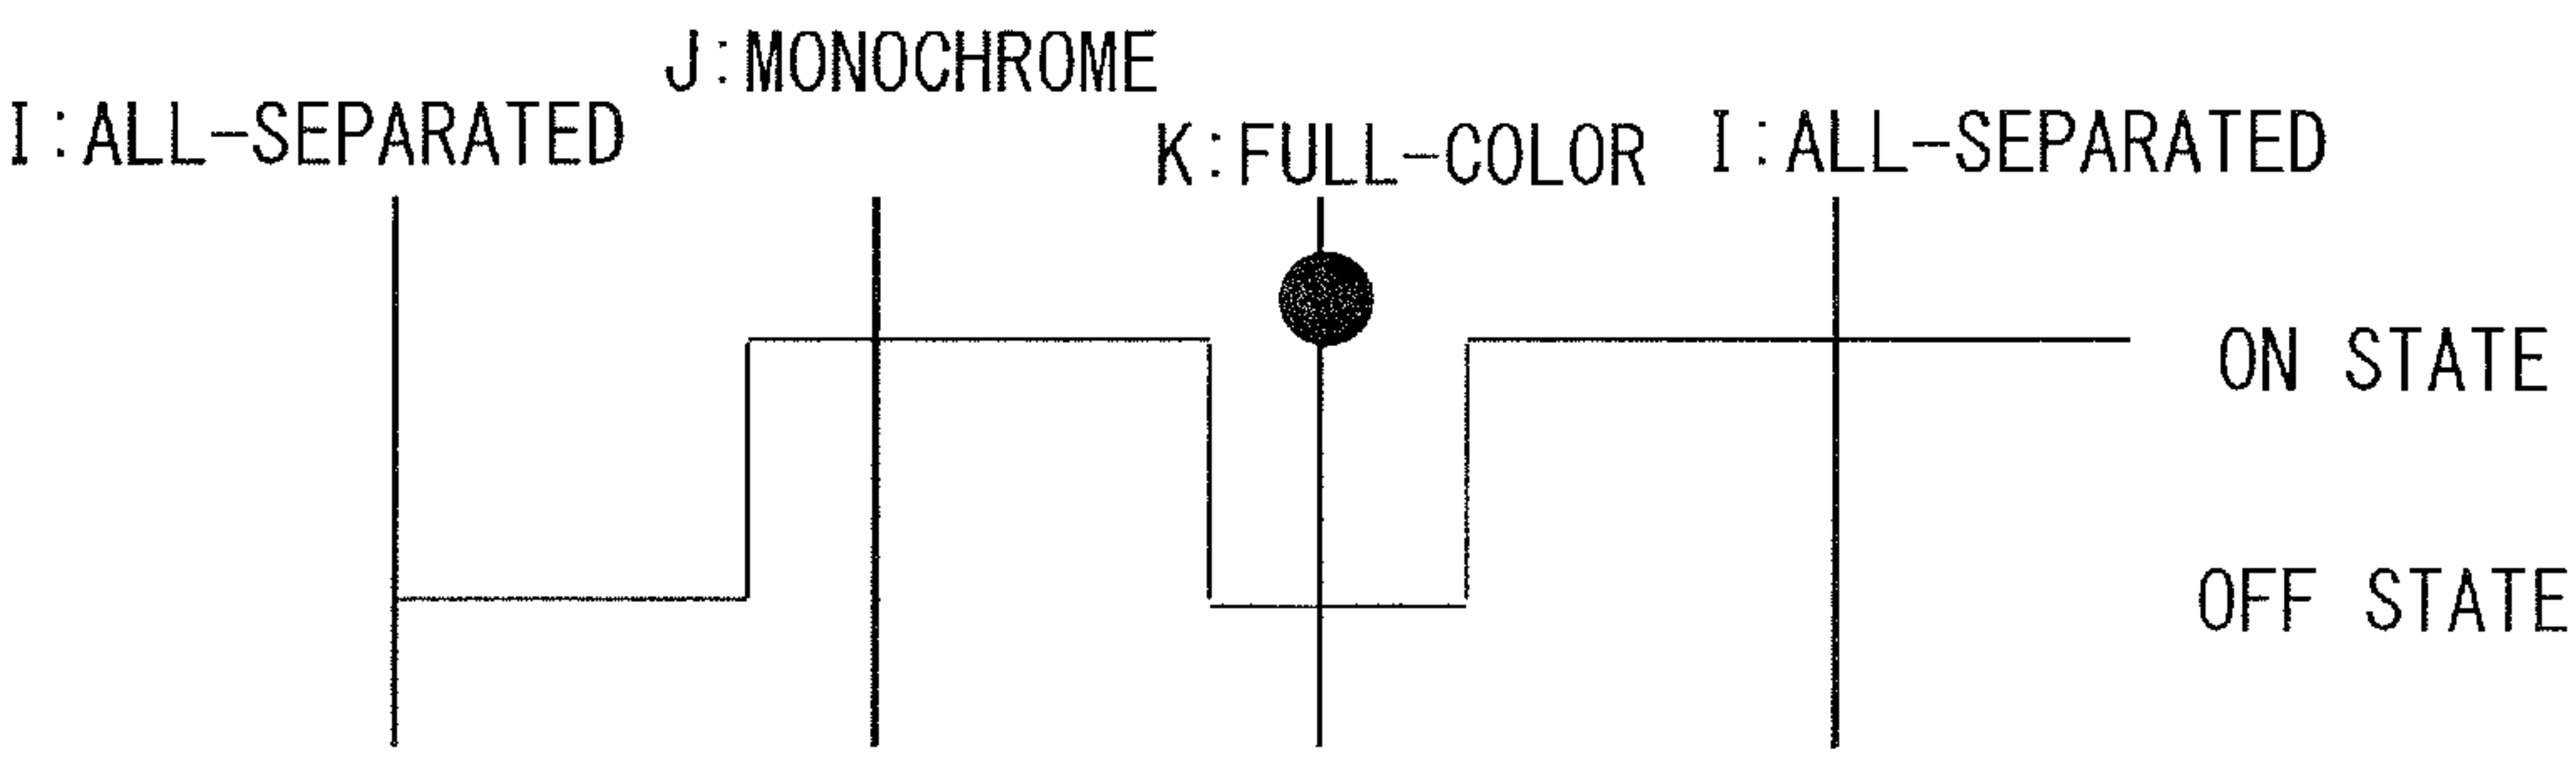 J:MONOCHROME
I:ALL-SEPARATED
K:FULL-COLOR
I:ALL-SEPARATED
ON STATE
OFF STATE